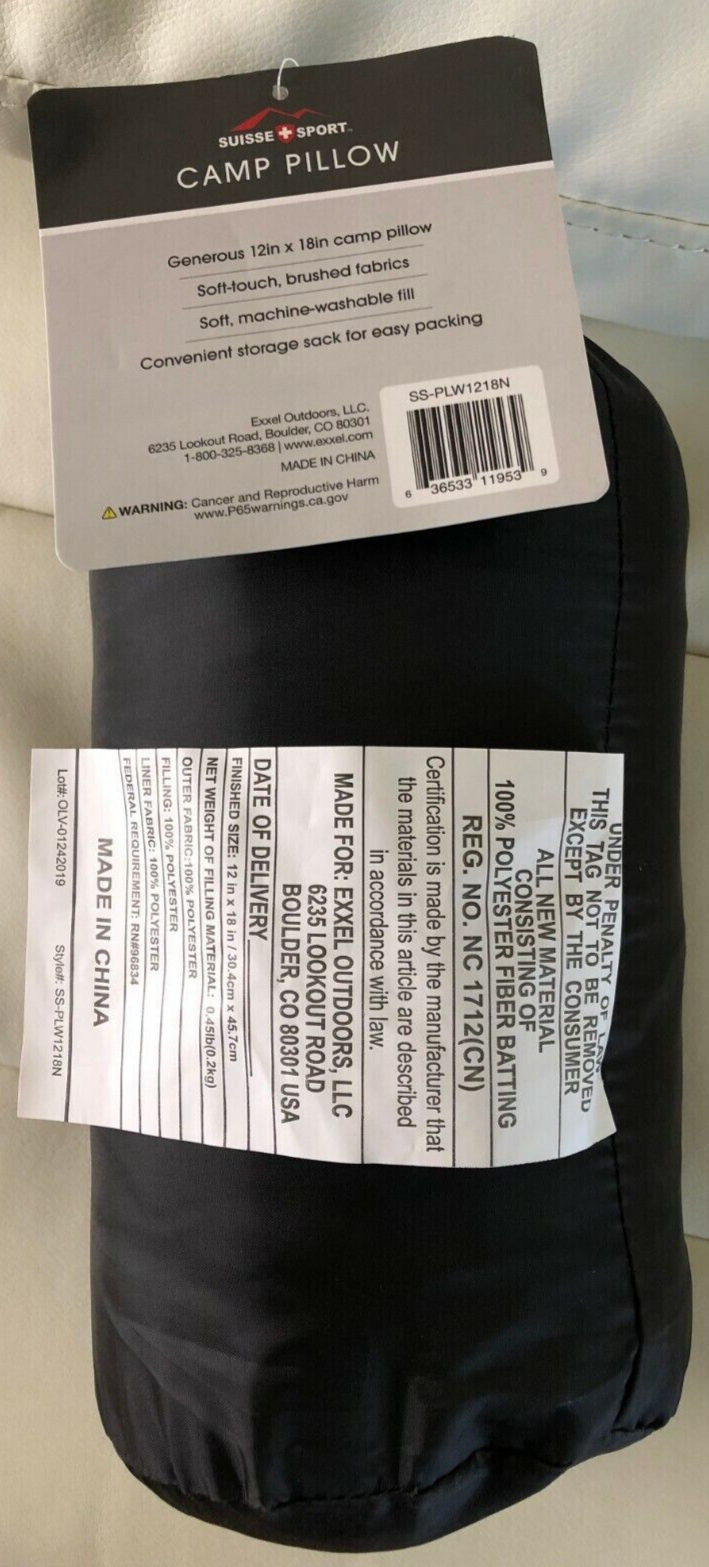 SUISSE SPORT™
CAMP PILLOW
Generous 12in x 18in camp pillow
Soft-touch, brushed fabrics
Soft, machine-washable fill
Convenient storage sack for easy packing
Exxel Outdoors, LLC.
6235 Lookout Road, Boulder, CO 80301
1-800-325-8368 | www.exxel.com
MADE IN CHINA
WARNING: Cancer and Reproductive Harm
www.P65warnings.ca.gov
SS-PLW1218N
6 36533 11953 9
UNDER PENALTY OF LAW
THIS TAG NOT TO BE REMOVED
EXCEPT BY THE CONSUMER
ALL NEW MATERIAL
CONSISTING OF
100% POLYESTER FIBER BATTING
REG. NO. NC 1712(CN)
Certification is made by the manufacturer that
the materials in this article are described
in accordance with law.
MADE FOR: EXXEL OUTDOORS, LLC
6235 LOOKOUT ROAD
BOULDER, CO 80301 USA
DATE OF DELIVERY
FINISHED SIZE: 12 in x 18 in / 30.4cm x 45.7cm
NET WEIGHT OF FILLING MATERIAL: 0.45lb(0.2kg)
OUTER FABRIC:100% POLYESTER
FILLING: 100% POLYESTER
LINER FABRIC: 100% POLYESTER
FEDERAL REQUIREMENT: RN#96834
MADE IN CHINA
Lot#: OLV-01242019 Style#: SS-PLW1218N